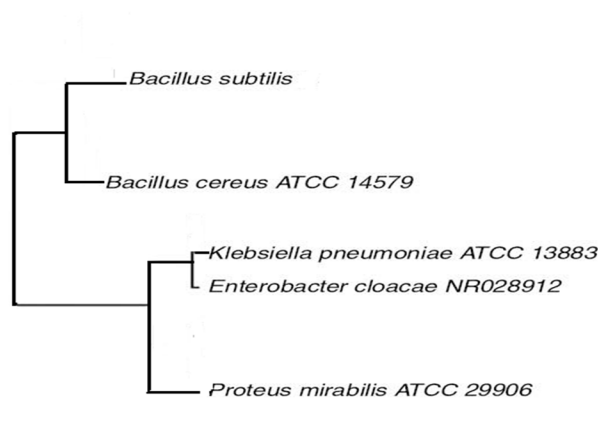 Bacillus subtilis
Bacillus cereus ATCC 14579
Klebsiella pneumoniae ATCC 13883
Enterobacter cloacae NR028912
Proteus mirabilis ATCC 29906